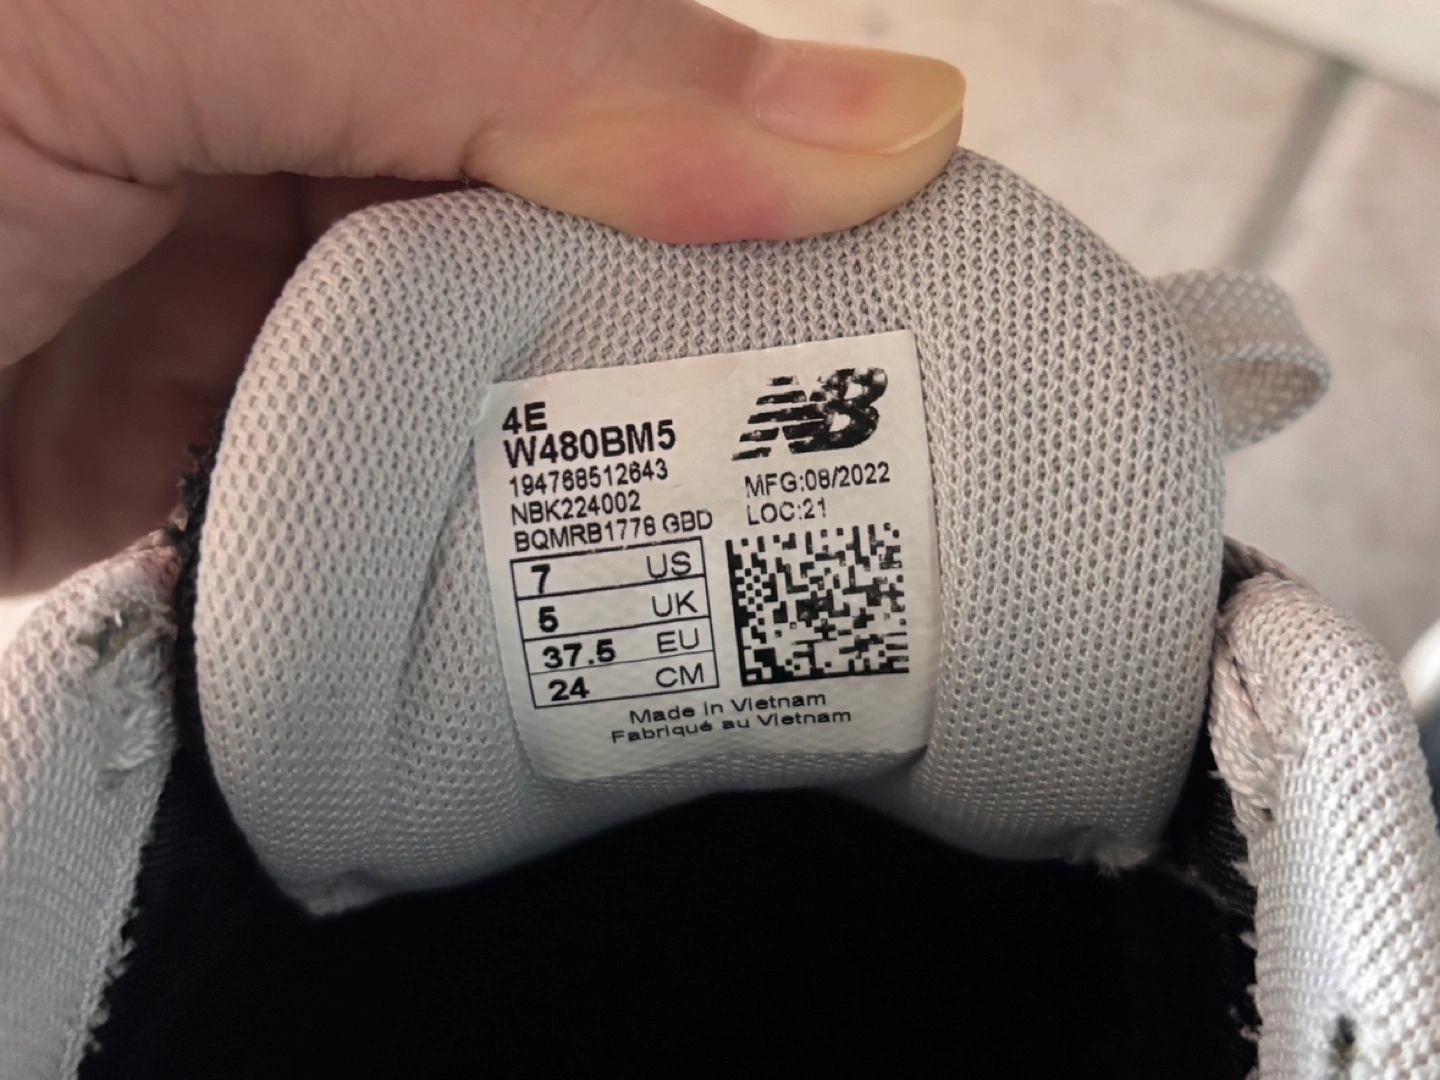 4E
W480BM5
194768512643
NBK224002
BQMRB1778 GBD
NB
MFG:08/2022
LOC:21
7 US
5 UK
37.5 EU
24 CM
Made in Vietnam
Fabriqué au Vietnam